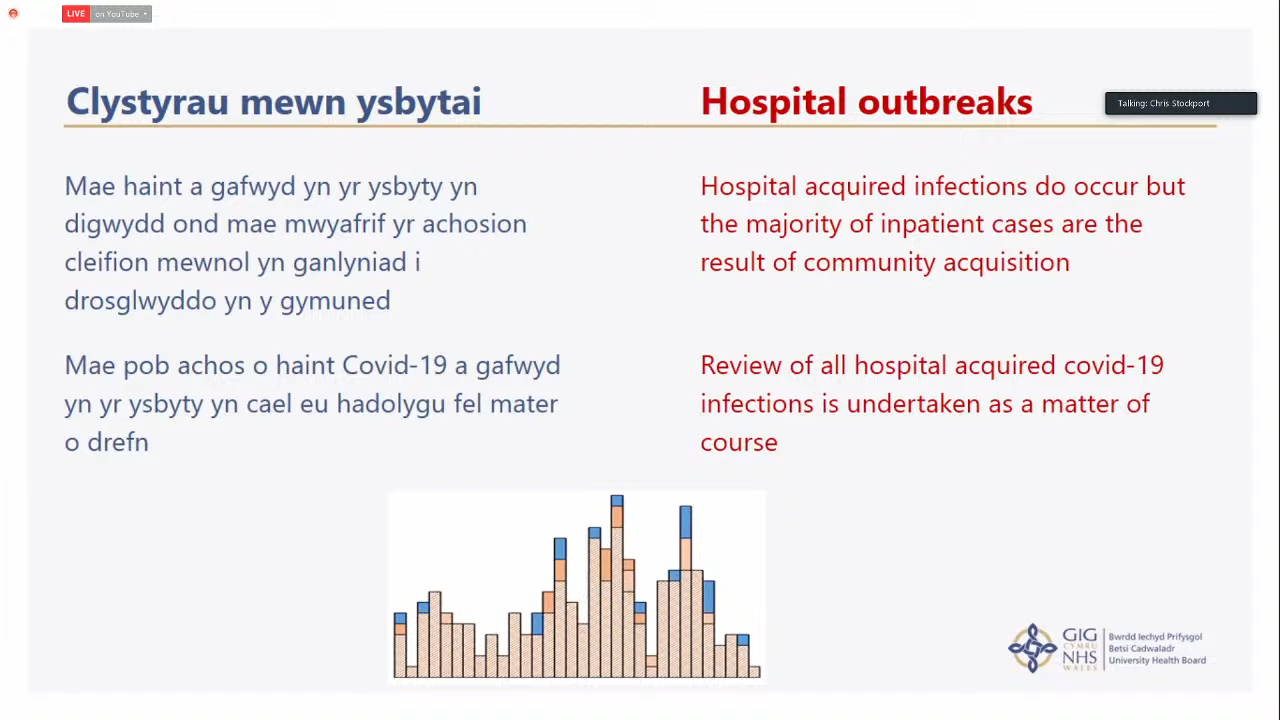 LIVE on YouTube
Clystyrau mewn ysbytai
Hospital outbreaks
Talking: Chris Stockport
Mae haint a gafwyd yn yr ysbyty yn
digwydd ond mae mwyafrif yr achosion
cleifion mewnol yn ganlyniad i
drosglwyddo yn y gymuned
Hospital acquired infections do occur but
the majority of inpatient cases are the
result of community acquisition
Mae pob achos o haint Covid-19 a gafwyd
yn yr ysbyty yn cael eu hadolygu fel mater
o drefn
Review of all hospital acquired covid-19
infections is undertaken as a matter of
course
GIG
CYMRU
NHS
WALES
Bwrdd Iechyd Prifysgol
Betsi Cadwaladr
University Health Board